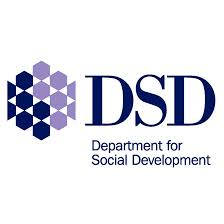 DSD
Department for
Social Development